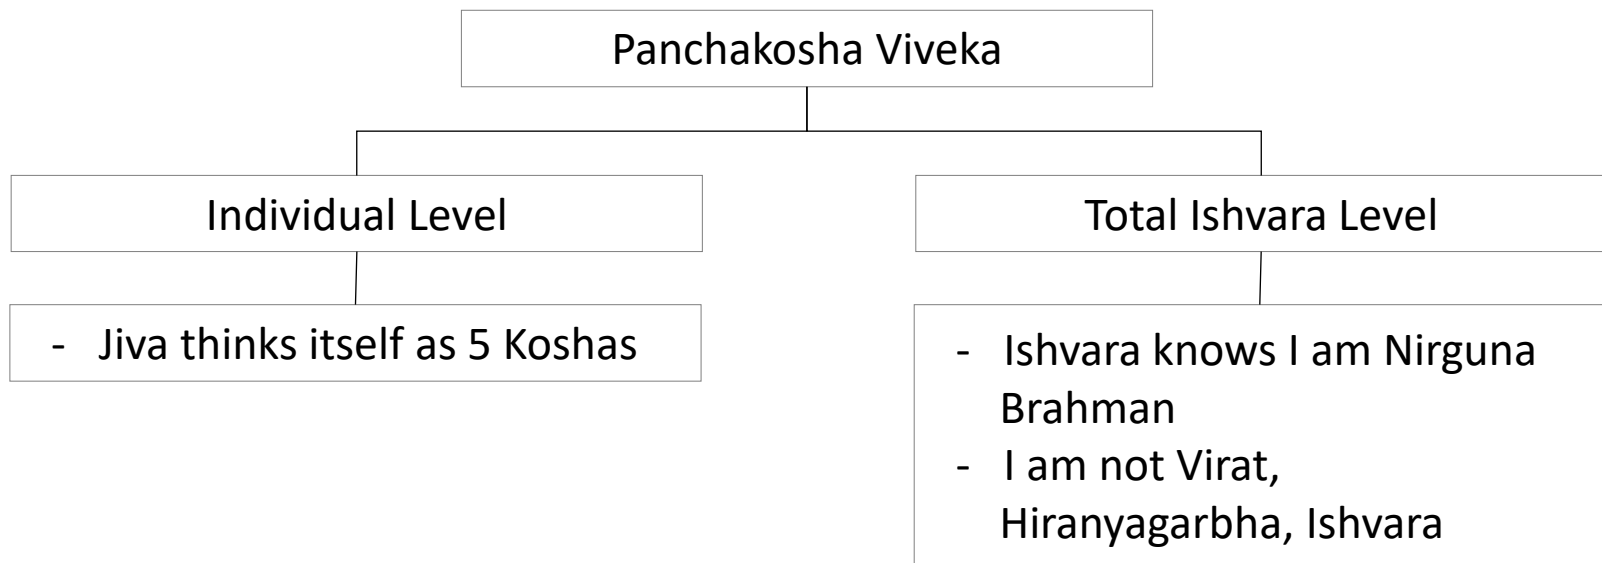 Panchakosha Viveka
Individual Level
Total Ishvara Level
- Jiva thinks itself as 5 Koshas
- Ishvara knows I am Nirguna
Brahman
- I am not Virat,
Hiranyagarbha, Ishvara